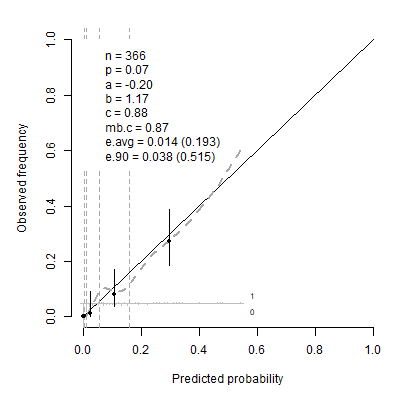 n = 366
p = 0.07
a = -0.20
b = 1.17
c = 0.88
mb.c = 0.87
e.avg = 0.014 (0.193)
e.90 = 0.038 (0.515)
Observed frequency
1.0
0.8
0.6
0.4
0.2
0.0
1
0
0.0 0.2 0.4 0.6 0.8 1.0
Predicted probability